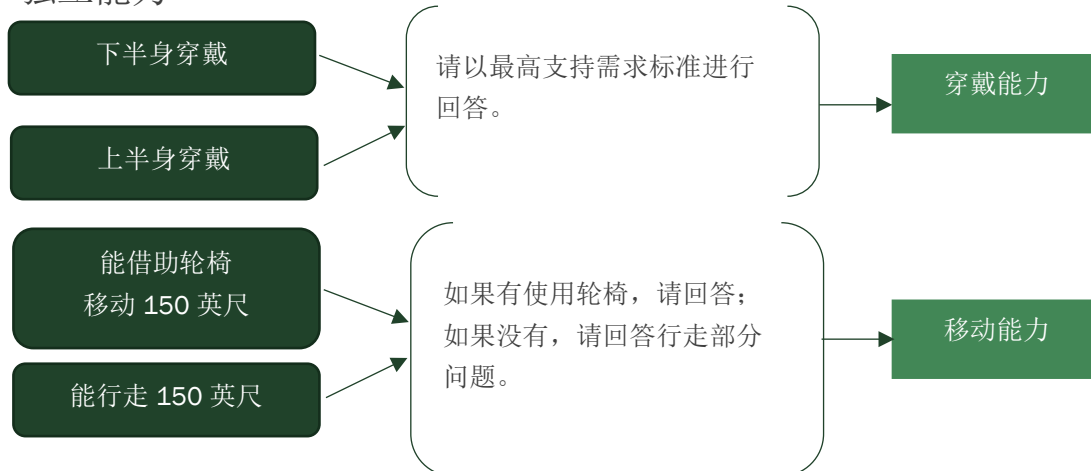 下半身穿戴
上半身穿戴
请以最高支持需求标准进行
回答。
穿戴能力
能借助轮椅
移动 150 英尺
能行走 150 英尺
如果有使用轮椅，请回答；
如果没有，请回答行走部分
问题。
移动能力